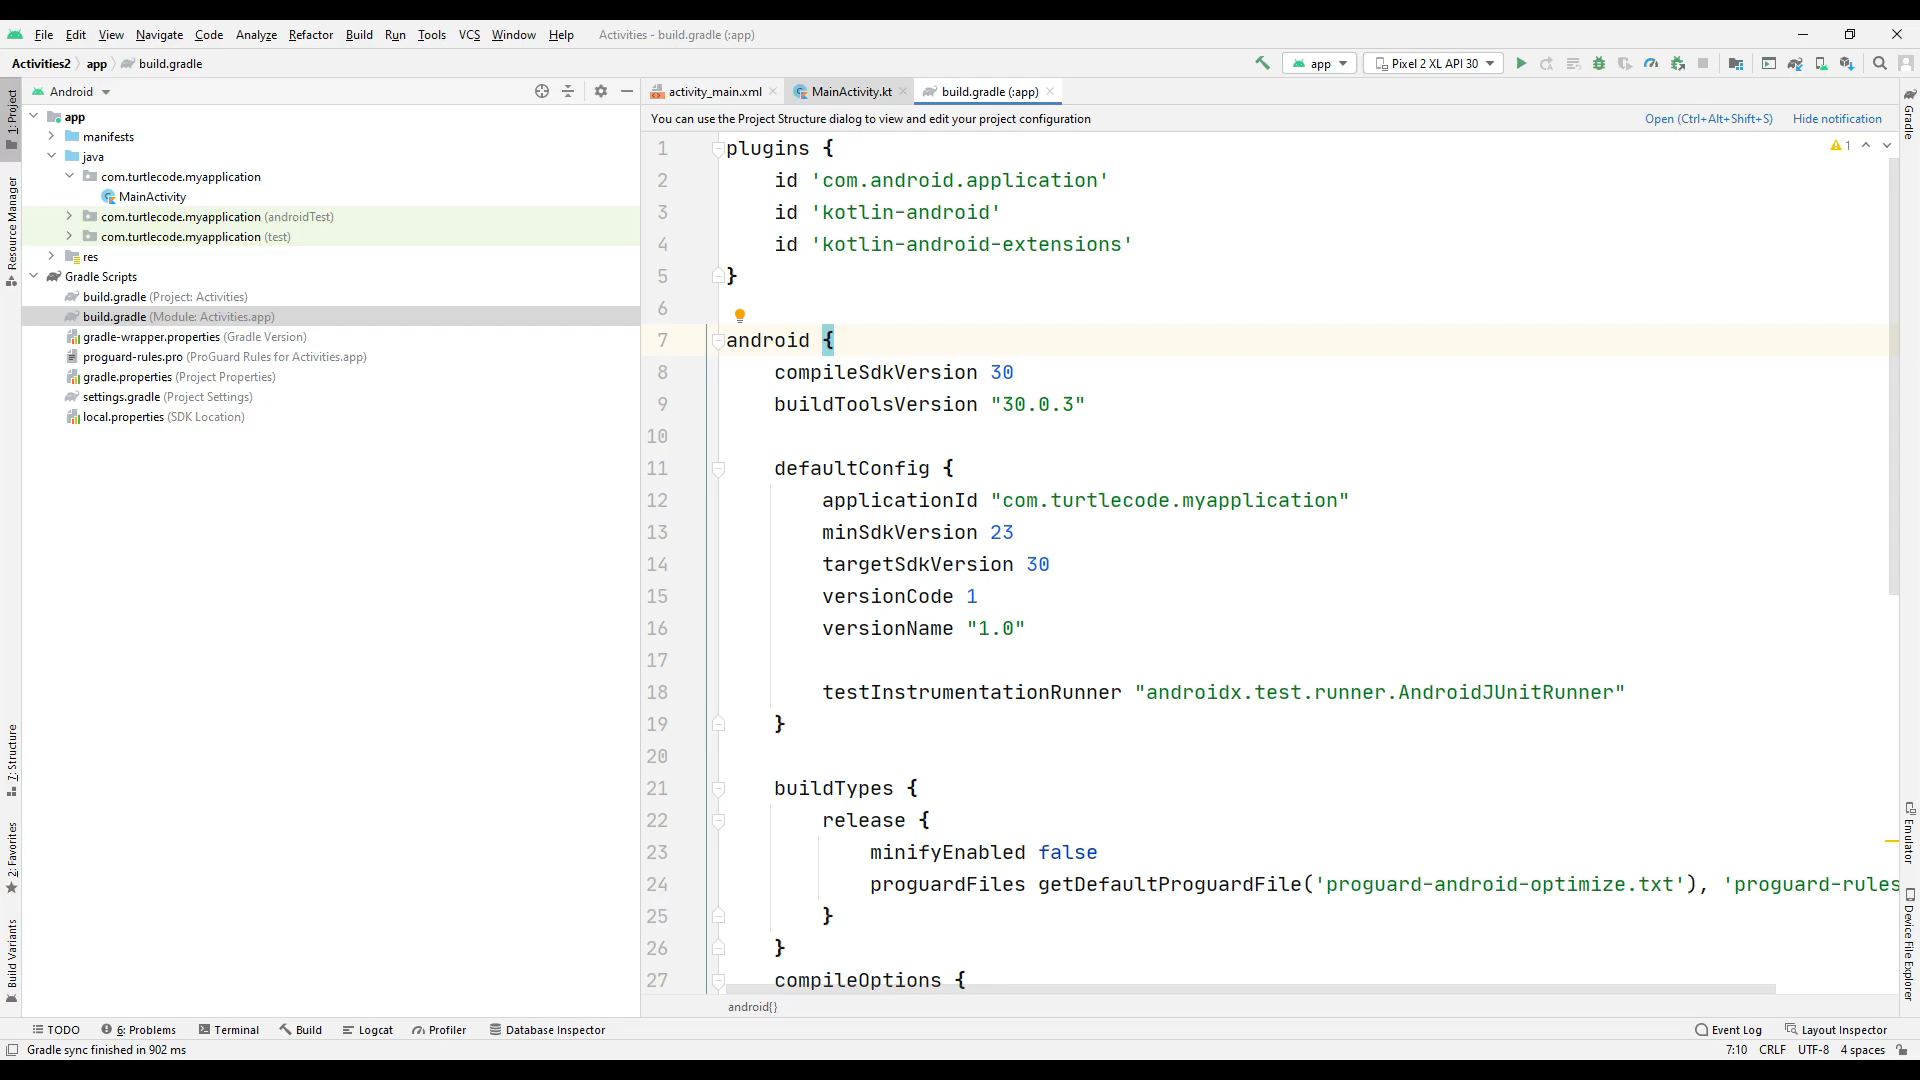 File Edit View Navigate Code Analyze Refactor Build Run Tools VCS Window Help Activities - build.gradle (:app)
Activities2 app build.gradle
app Pixel 2 XL API 30
Android
activity_main.xml MainActivity.kt build.gradle (:app)
You can use the Project Structure dialog to view and edit your project configuration
Open (Ctrl+Alt+Shift+S) Hide notification
1: Project
Resource Manager
7: Structure
2: Favorites
Build Variants
app
manifests
java
com.turtlecode.myapplication
MainActivity
com.turtlecode.myapplication (androidTest)
com.turtlecode.myapplication (test)
res
Gradle Scripts
build.gradle (Project: Activities)
build.gradle (Module: Activities.app)
gradle-wrapper.properties (Gradle Version)
proguard-rules.pro (ProGuard Rules for Activities.app)
gradle.properties (Project Properties)
settings.gradle (Project Settings)
local.properties (SDK Location)
1 plugins {
2 id 'com.android.application'
3 id 'kotlin-android'
4 id 'kotlin-android-extensions'
5 }
6
7 android {
8 compileSdkVersion 30
9 buildToolsVersion "30.0.3"
10
11 defaultConfig {
12 applicationId "com.turtlecode.myapplication"
13 minSdkVersion 23
14 targetSdkVersion 30
15 versionCode 1
16 versionName "1.0"
17
18 testInstrumentationRunner "androidx.test.runner.AndroidJUnitRunner"
19 }
20
21 buildTypes {
22 release {
23 minifyEnabled false
24 proguardFiles getDefaultProguardFile('proguard-android-optimize.txt'), 'proguard-rules
25 }
26 }
27 compileOptions {
1
android{}
Gradle
Emulator
Device File Explorer
TODO 6: Problems Terminal Build Logcat Profiler Database Inspector Event Log Layout Inspector
Gradle sync finished in 902 ms 7:10 CRLF UTF-8 4 spaces